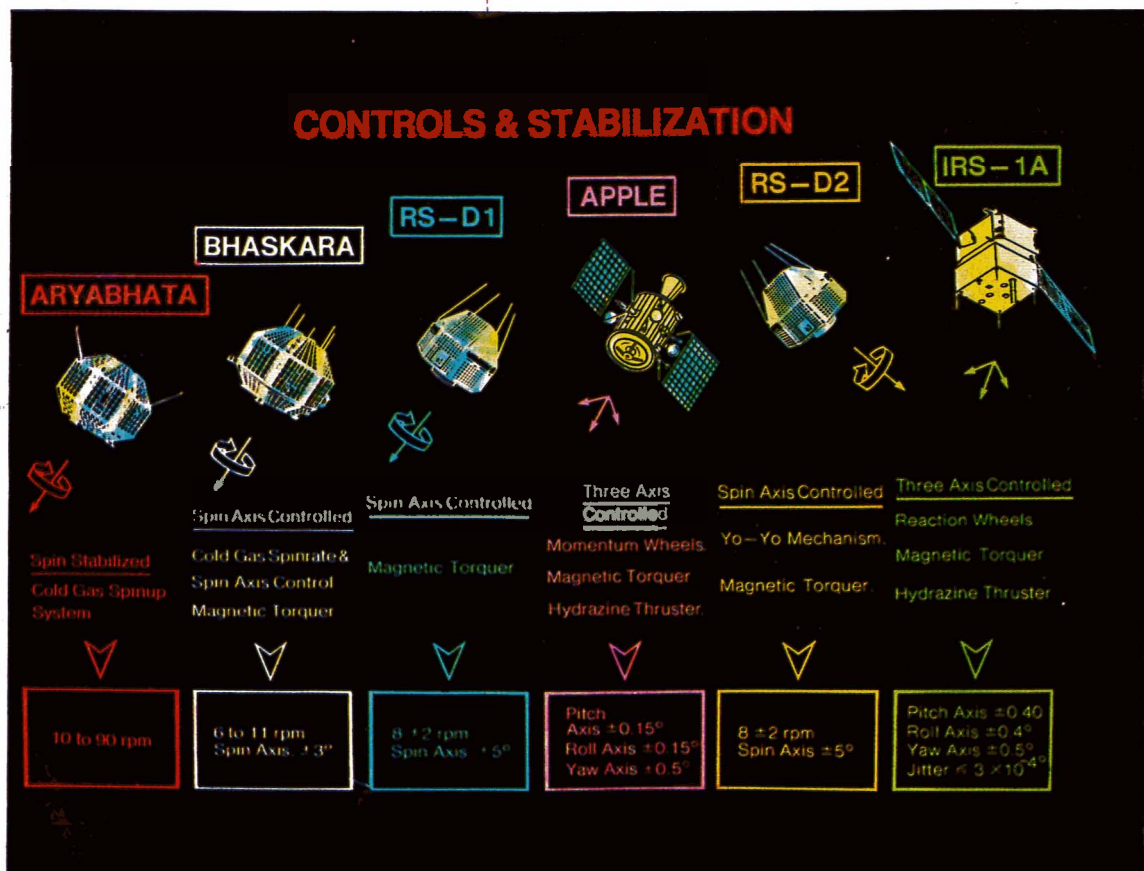 CONTROLS & STABILIZATION
ARYABHATA
Spin Stabilized
Cold Gas Spinup
System
10 to 90 rpm
BHASKARA
Spin Axis Controlled
Cold Gas Spinrate &
Spin Axis Control
Magnetic Torquer
6 to 11 rpm
Spin Axis. ±3°
RS-D1
Spin Axis Controlled
Magnetic Torquer
8 ±2 rpm
Spin Axis ±5°
APPLE
Three Axis
Controlled
Momentum Wheels.
Magnetic Torquer
Hydrazine Thruster.
Pitch
Axis ±0.15°
Roll Axis ±0.15°
Yaw Axis ±0.5°
RS-D2
Spin Axis Controlled
Yo-Yo Mechanism.
Magnetic Torquer.
8 ±2 rpm
Spin Axis ±5°
IRS-1A
Three Axis Controlled
Reaction Wheels
Magnetic Torquer
Hydrazine Thruster
Pitch Axis ±0.40
Roll Axis ±0.4°
Yaw Axis ±0.5°
Jitter ≤ 3 ×10⁻⁴°